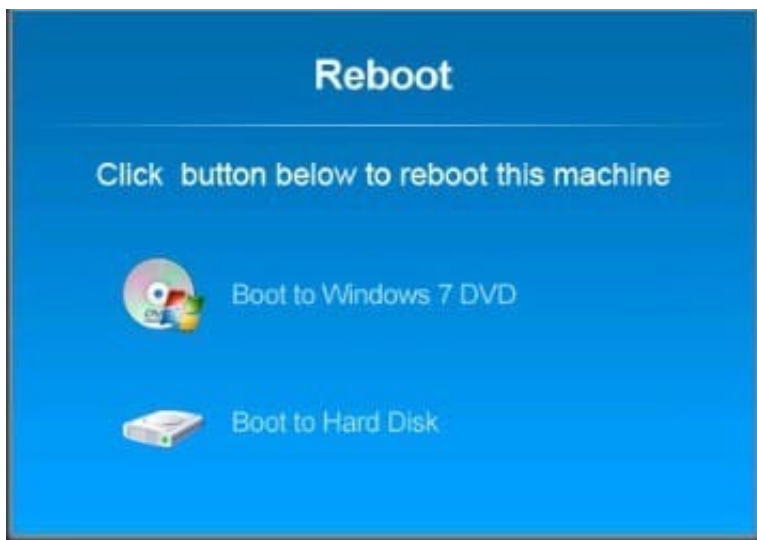 Reboot
Click button below to reboot this machine
Boot to Windows 7 DVD
Boot to Hard Disk